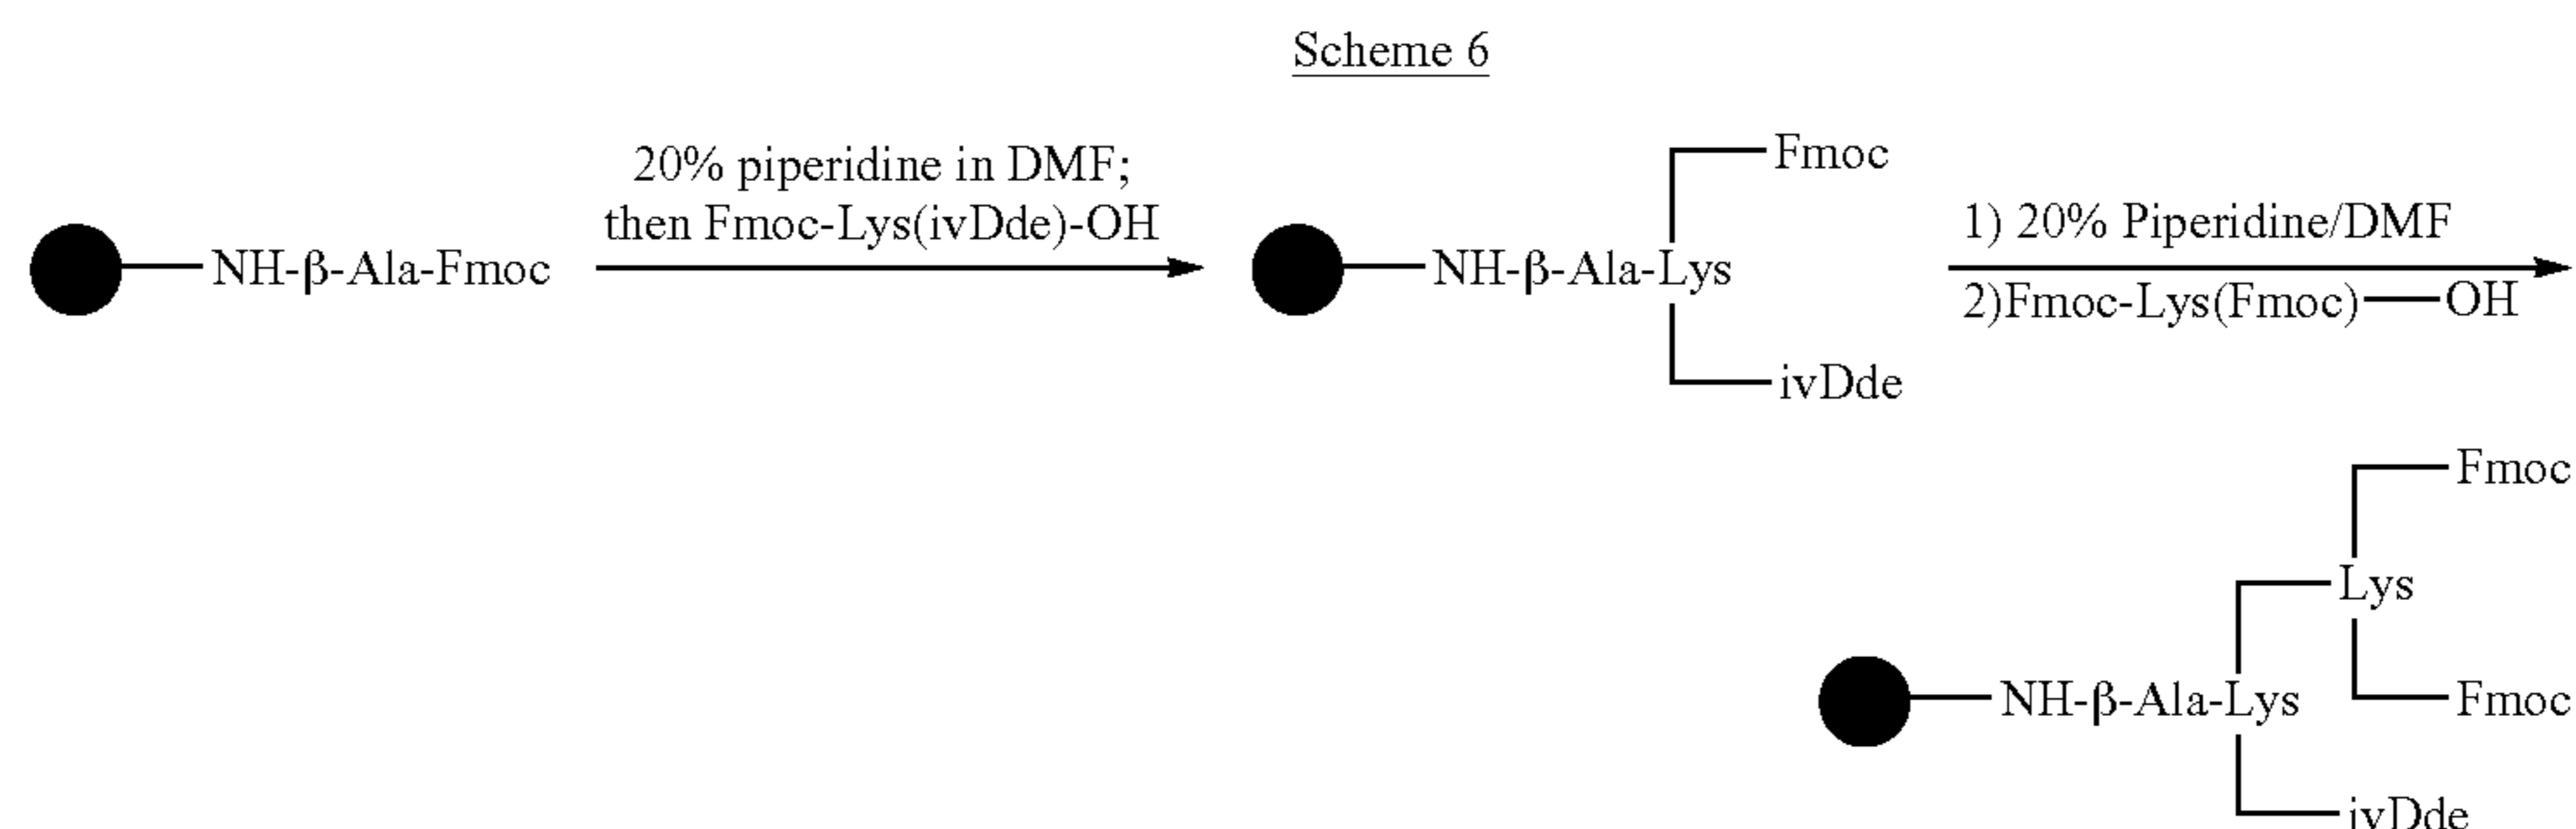 Scheme 6
20% piperidine in DMF;
then Fmoc-Lys(ivDde)-OH
NH-β-Ala-Fmoc
Fmoc
NH-β-Ala-Lys
ivDde
1) 20% Piperidine/DMF
2)Fmoc-Lys(Fmoc)—OH
Fmoc
Lys
NH-β-Ala-Lys
Fmoc
ivDde